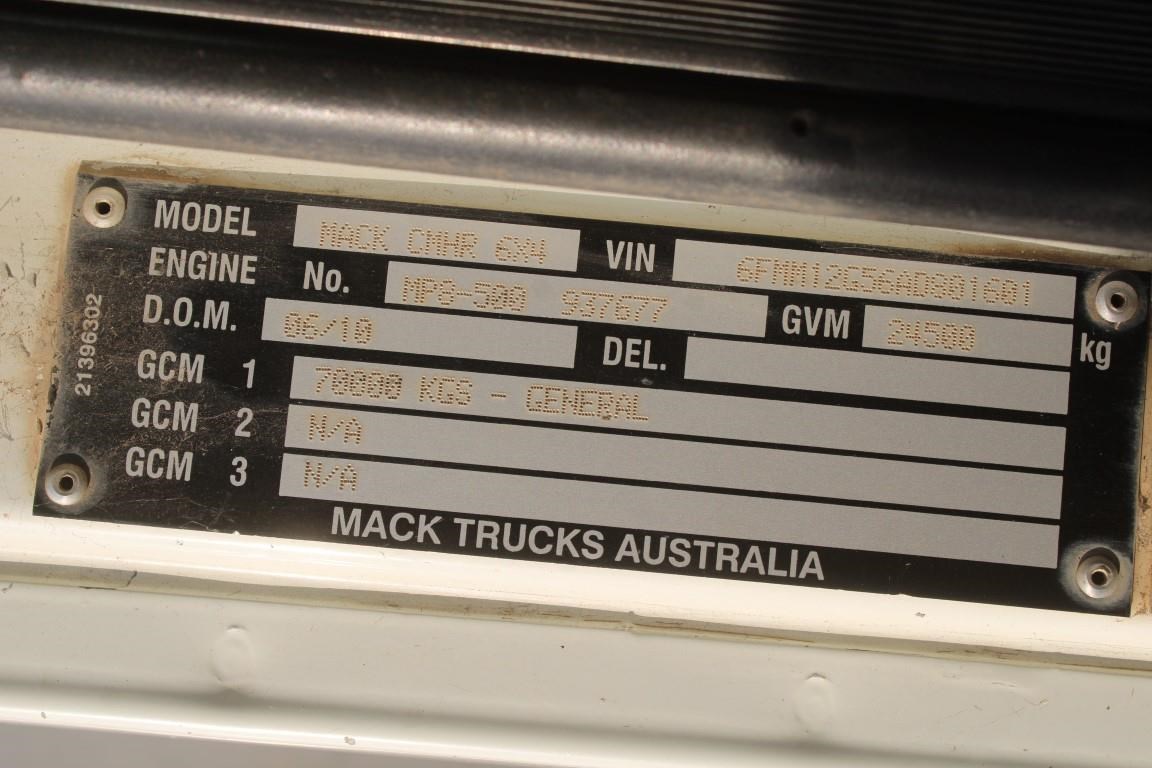 MODEL MACK CMHR 6X4 VIN 6FMM12G56AD801601
ENGINE No. MP8-500 937677 GVM 24500 kg
D.O.M. 06/10 DEL.
GCM 1 70000 KGS - GENERAL
GCM 2 N/A
GCM 3 N/A
MACK TRUCKS AUSTRALIA
21396302